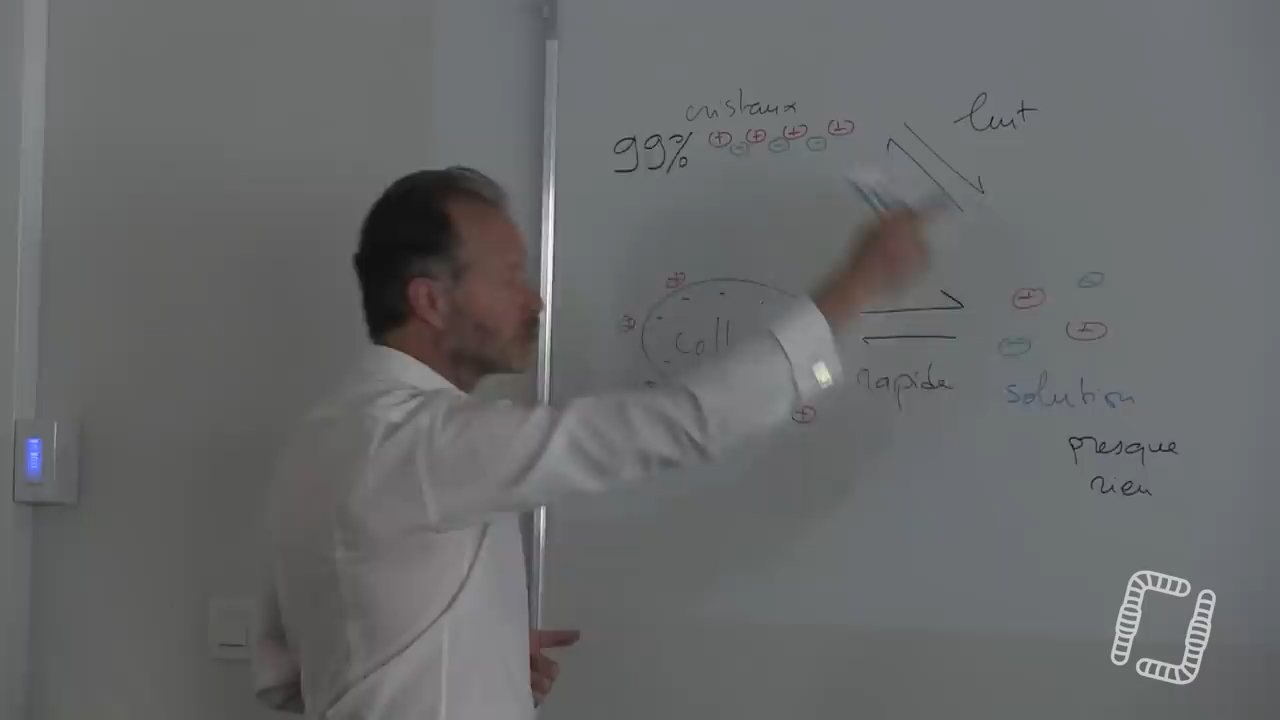 cristaux
99%
lent
Coll
rapide
solution
presque
rien